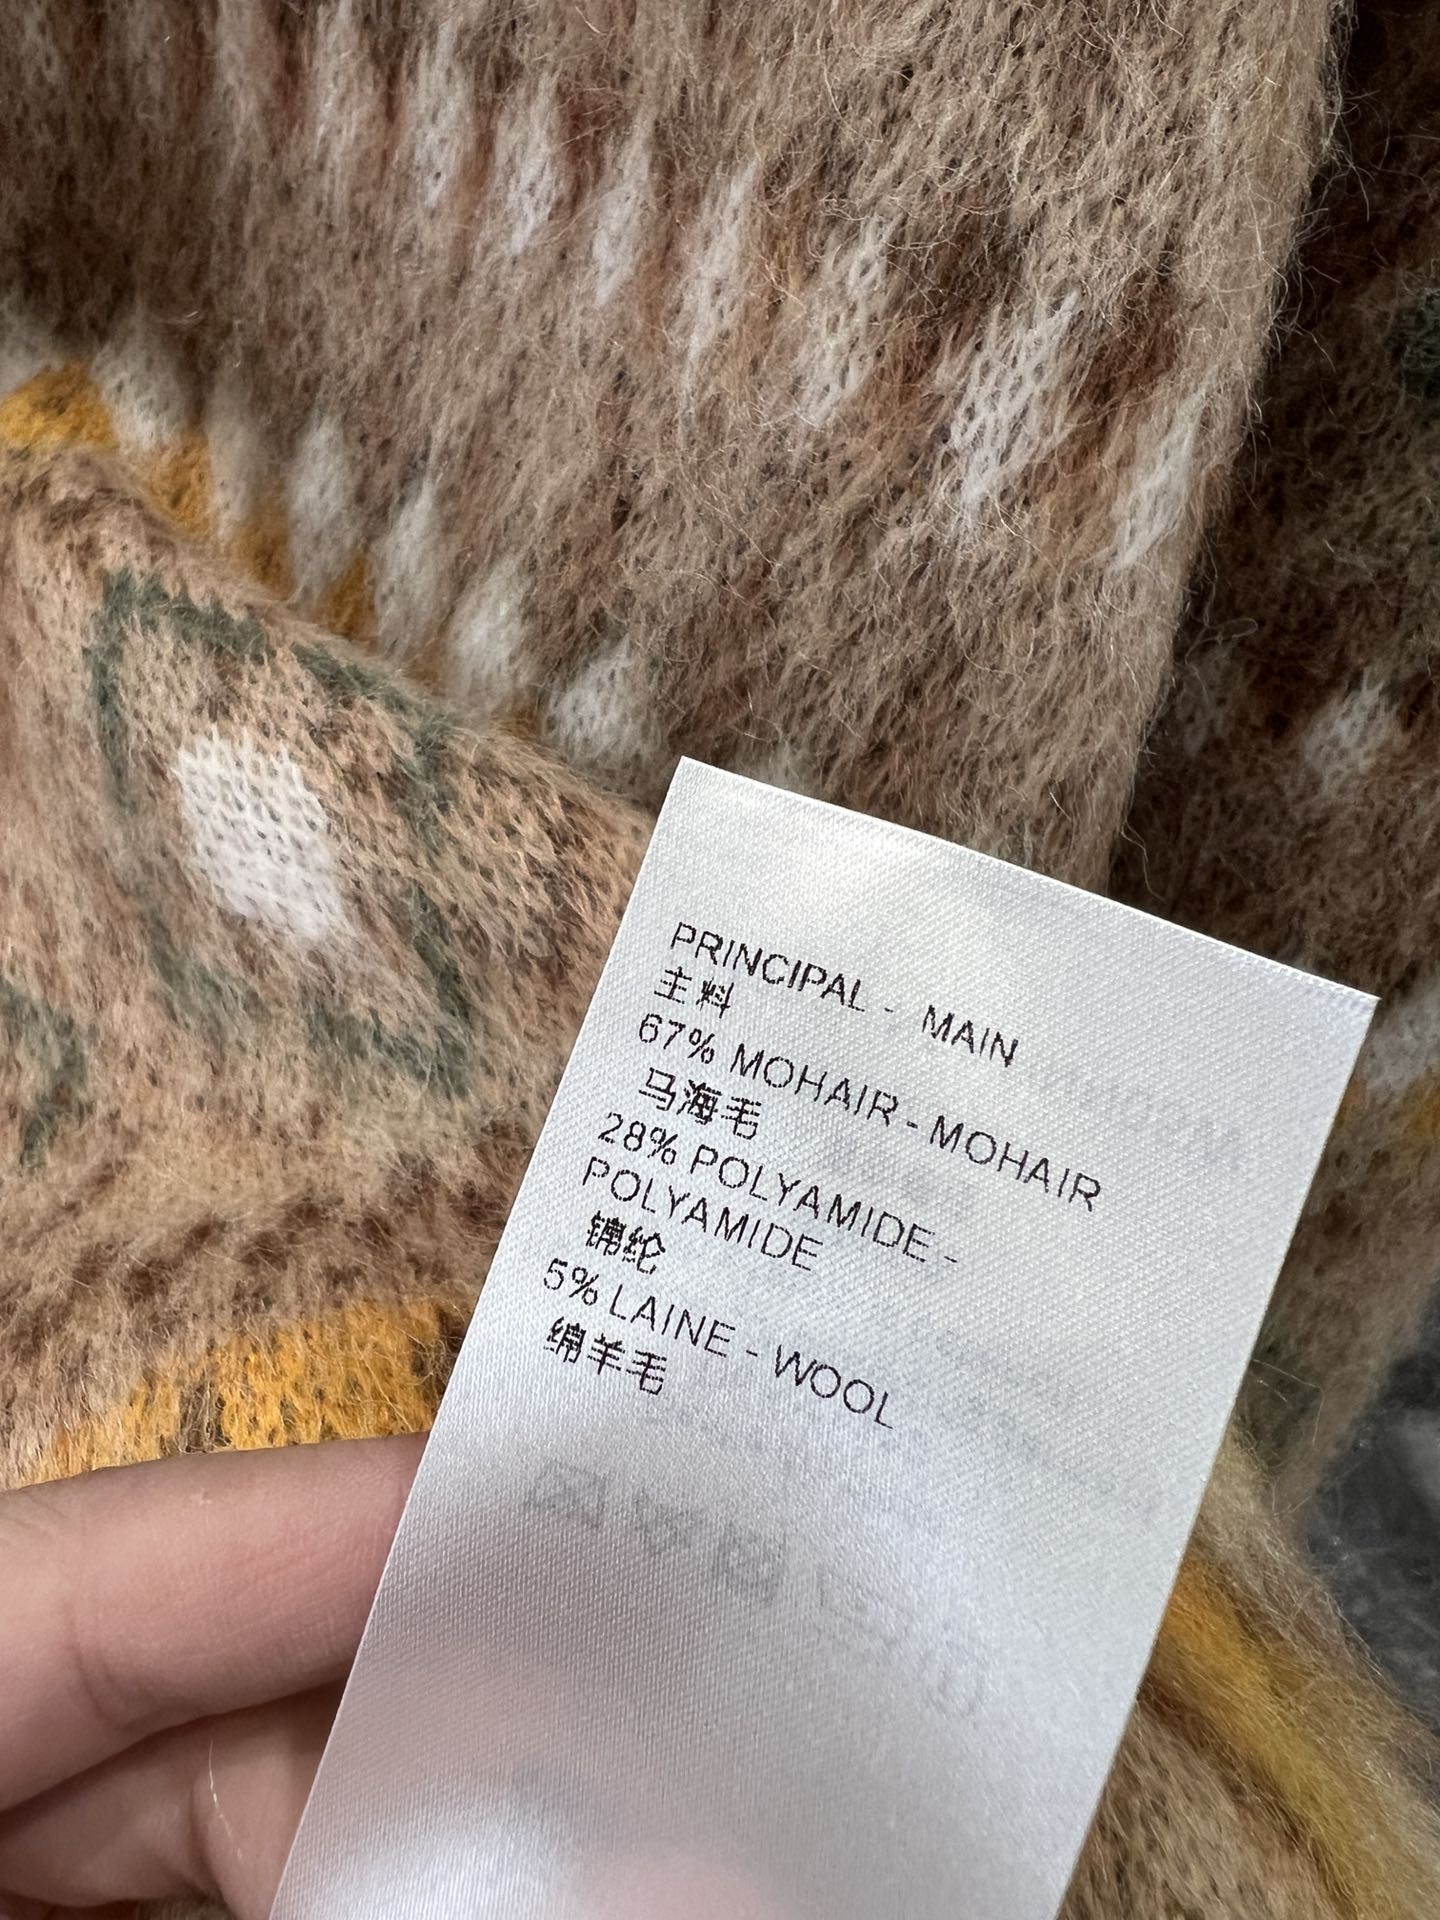 PRINCIPAL - MAIN
主料
67% MOHAIR - MOHAIR
马海毛
28% POLYAMIDE -
POLYAMIDE
锦纶
5% LAINE - WOOL
绵羊毛